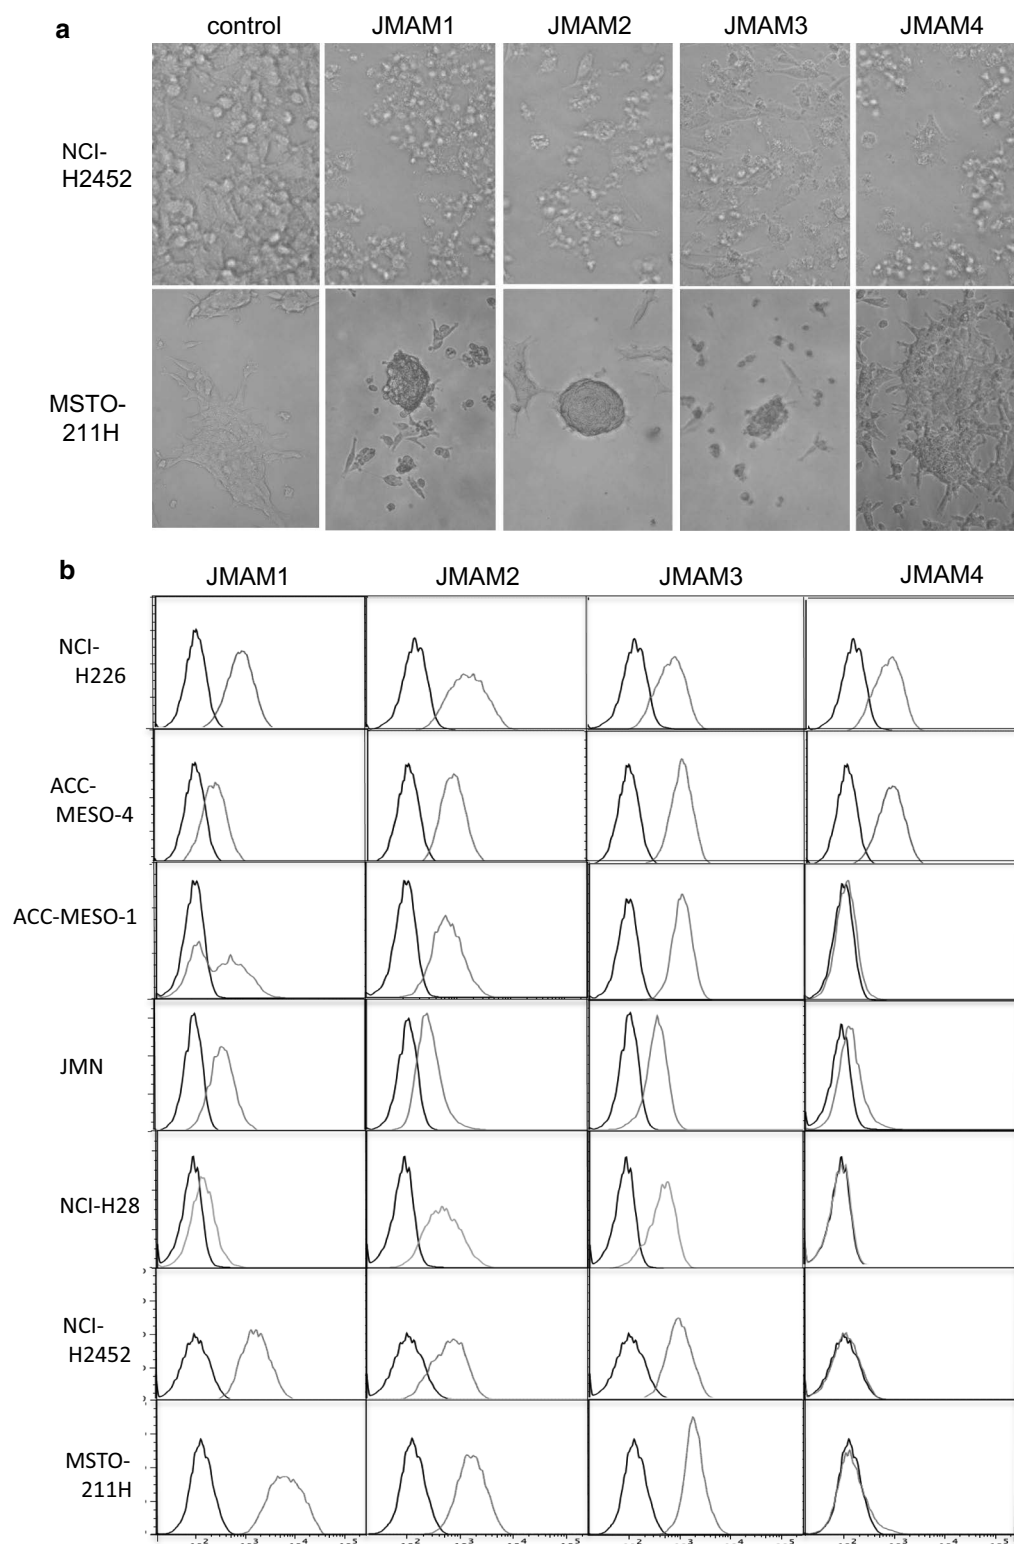 a
control JMAM1 JMAM2 JMAM3 JMAM4
NCI-
H2452
MSTO-
211H
b
JMAM1 JMAM2 JMAM3 JMAM4
NCI-
H226
ACC-
MESO-4
ACC-MESO-1
JMN
NCI-H28
NCI-
H2452
MSTO-
211H